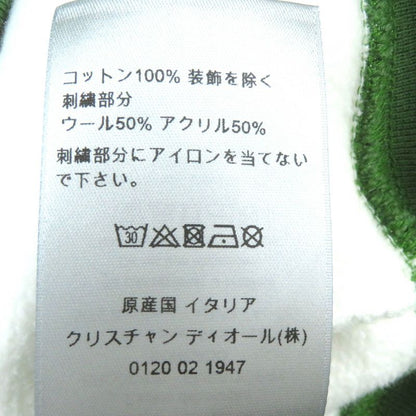 コットン100% 装飾を除く
刺繍部分
ウール50% アクリル50%
刺繍部分にアイロンを当てない
で下さい。
30
原産国 イタリア
クリスチャン ディオール(株)
0120 02 1947